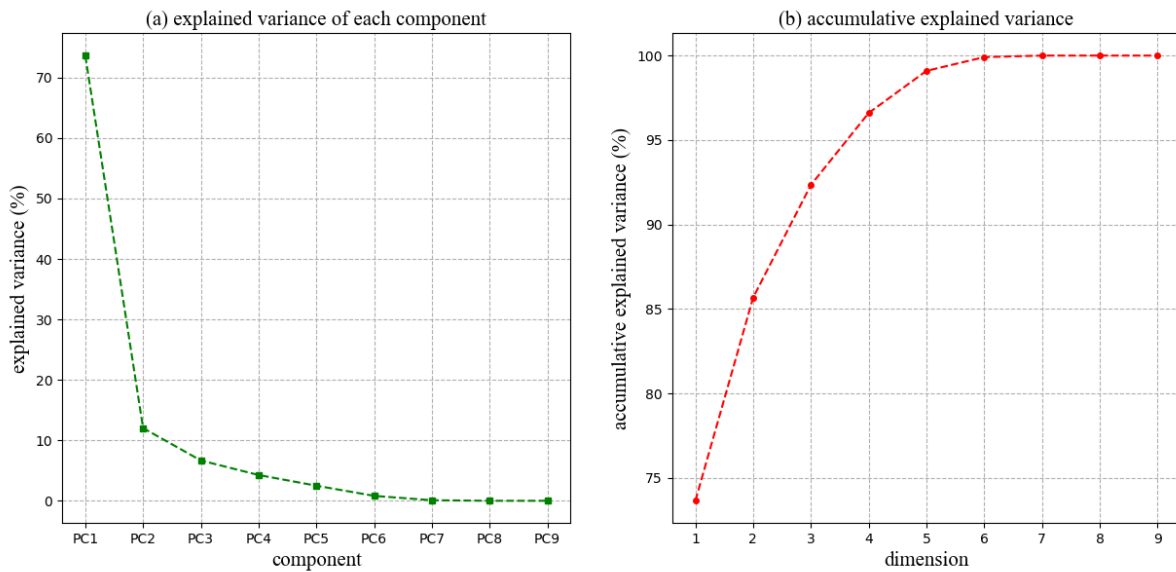 (a) explained variance of each component
explained variance (%)
70
60
50
40
30
20
10
0
PC1 PC2 PC3 PC4 PC5 PC6 PC7 PC8 PC9
component
(b) accumulative explained variance
accumulative explained variance (%)
100
95
90
85
80
75
1 2 3 4 5 6 7 8 9
dimension